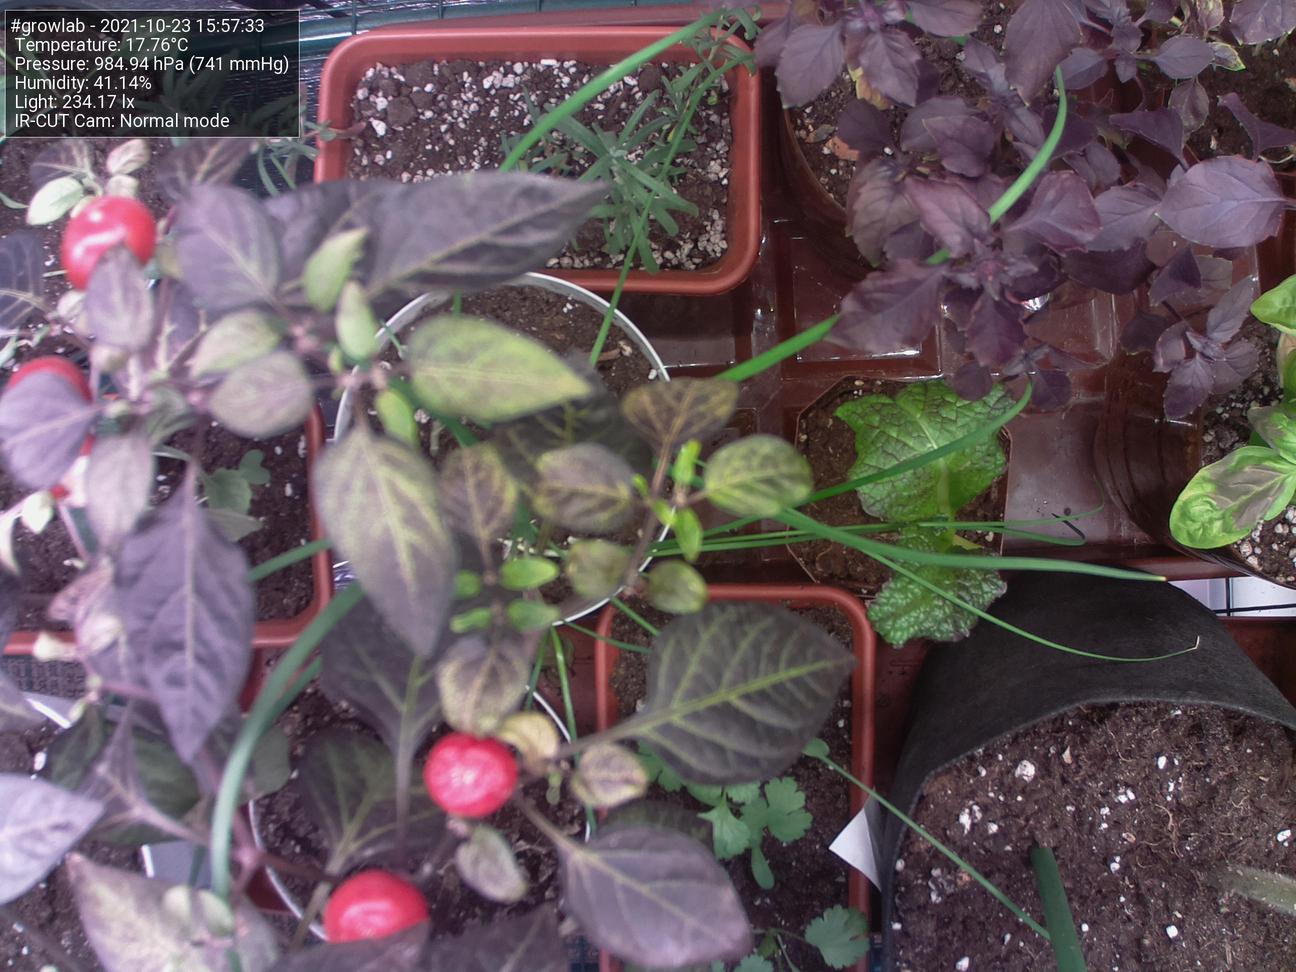 #growlab - 2021-10-23 15:57:33
Temperature: 17.76°C
Pressure: 984.94 hPa (741 mmHg)
Humidity: 41.14%
Light: 234.17 lx
IR-CUT Cam: Normal mode